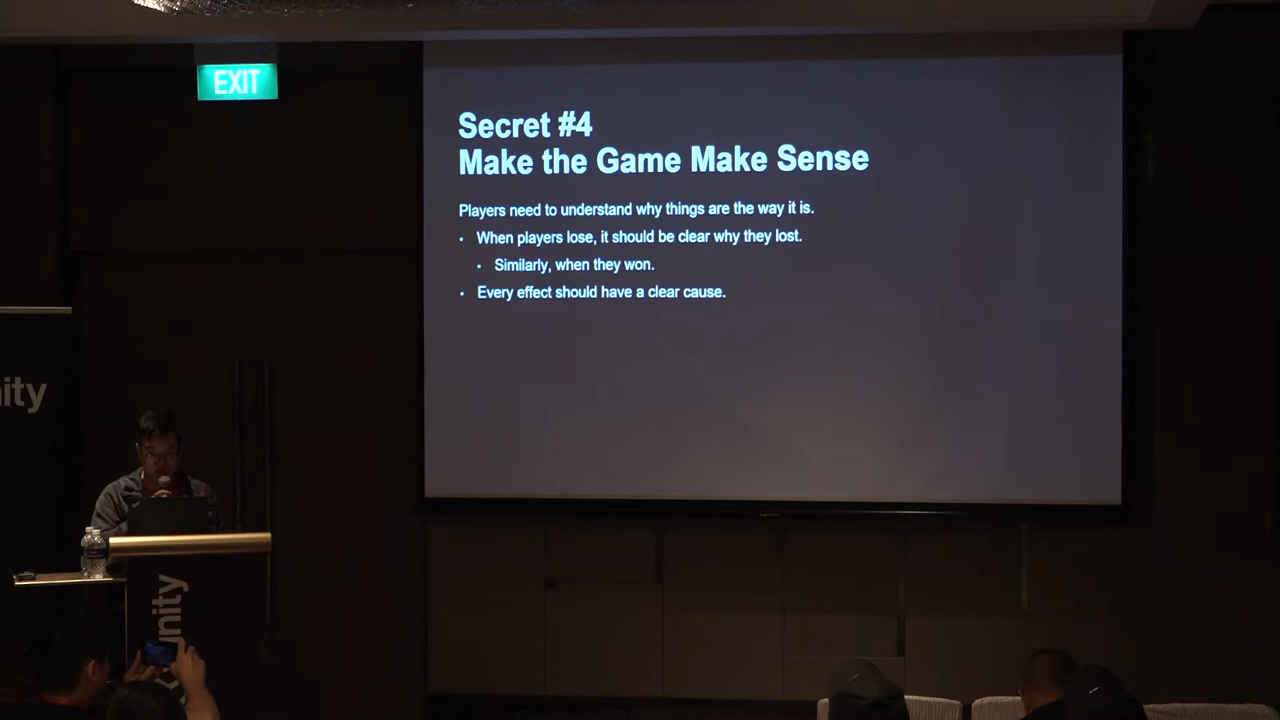 EXIT
Secret #4
Make the Game Make Sense
Players need to understand why things are the way it is.
• When players lose, it should be clear why they lost.
• Similarly, when they won.
• Every effect should have a clear cause.
nity
unity